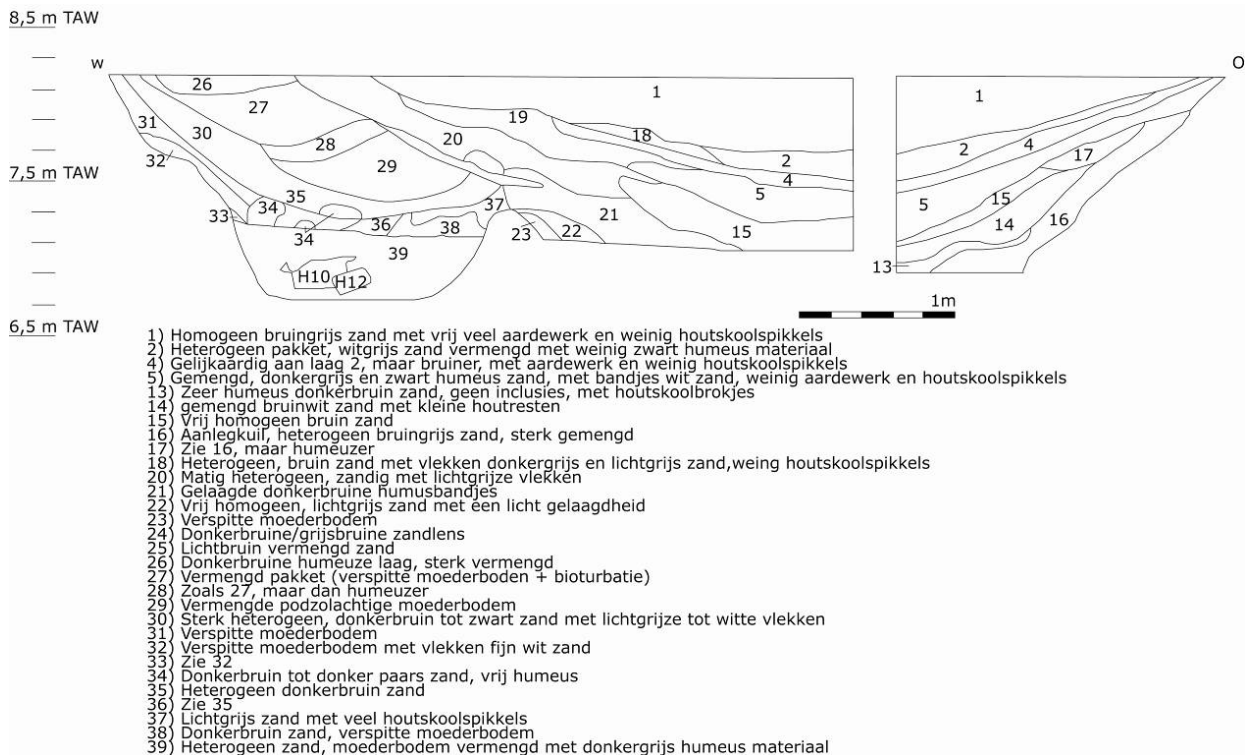 8,5 m TAW
W
O
26
1
1
27
31
30
19
18
28
20
2
2
4
17
32
29
4
7,5 m TAW
5
5
15
35
34
37
21
14
16
33
36
38
23
22
15
34
39
13
H10
H12
1m
6,5 m TAW
1) Homogeen bruingrijs zand met vrij veel aardewerk en weinig houtskoolspikkels
2) Heterogeen pakket, witgrijs zand vermengd met weinig zwart humeus materiaal
4) Gelijkaardig aan laag 2, maar bruiner, met aardewerk en weinig houtskoolspikkels
5) Gemengd, donkergrijs en zwart humeus zand, met bandjes wit zand, weinig aardewerk en houtskoolspikkels
13) Zeer humeus donkerbruin zand, geen inclusies, met houtskoolbrokjes
14) gemengd bruinwit zand met kleine houtresten
15) Vrij homogeen bruin zand
16) Aanlegkuil, heterogeen bruingrijs zand, sterk gemengd
17) Zie 16, maar humeuzer
18) Heterogeen, bruin zand met vlekken donkergrijs en lichtgrijs zand,weing houtskoolspikkels
20) Matig heterogeen, zandig met lichtgrijze vlekken
21) Gelaagde donkerbruine humusbandjes
22) Vrij homogeen, lichtgrijs zand met een licht gelaagdheid
23) Verspitte moederbodem
24) Donkerbruine/grijsbruine zandlens
25) Lichtbruin vermengd zand
26) Donkerbruine humeuze laag, sterk vermengd
27) Vermengd pakket (verspitte moederboden + bioturbatie)
28) Zoals 27, maar dan humeuzer
29) Vermengde podzolachtige moederbodem
30) Sterk heterogeen, donkerbruin tot zwart zand met lichtgrijze tot witte vlekken
31) Verspitte moederbodem
32) Verspitte moederbodem met vlekken fijn wit zand
33) Zie 32
34) Donkerbruin tot donker paars zand, vrij humeus
35) Heterogeen donkerbruin zand
36) Zie 35
37) Lichtgrijs zand met veel houtskoolspikkels
38) Donkerbruin zand, verspitte moederbodem
39) Heterogeen zand, moederbodem vermengd met donkergrijs humeus materiaal